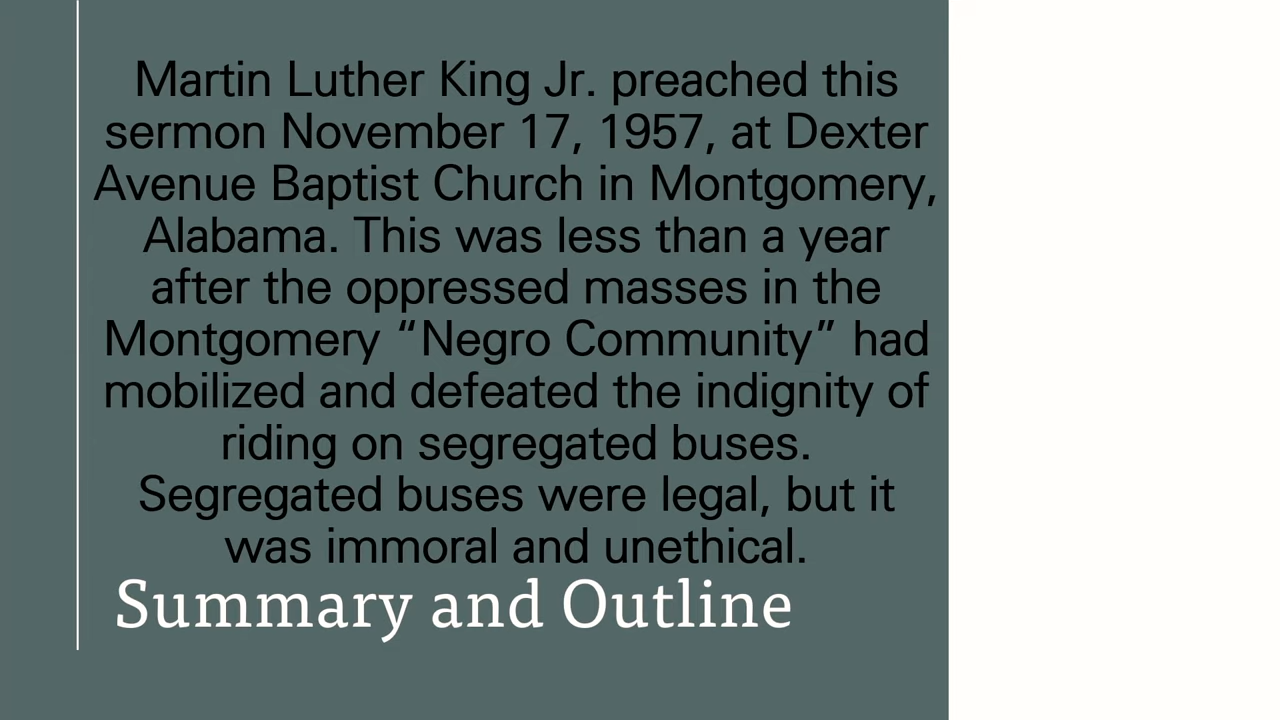 Martin Luther King Jr. preached this
sermon November 17, 1957, at Dexter
Avenue Baptist Church in Montgomery,
Alabama. This was less than a year
after the oppressed masses in the
Montgomery “Negro Community” had
mobilized and defeated the indignity of
riding on segregated buses.
Segregated buses were legal, but it
was immoral and unethical.
Summary and Outline